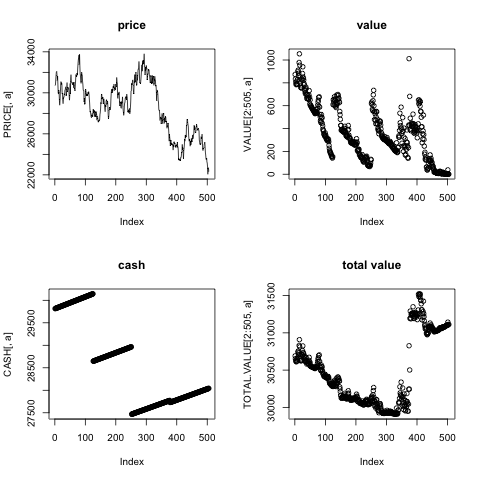 price
PRICE[, a]
22000 26000 30000 34000
0 100 200 300 400 500
Index
value
VALUE[2:505, a]
0 200 600 1000
0 100 200 300 400 500
Index
cash
CASH[, a]
27500 28500 29500
0 100 200 300 400 500
Index
total value
TOTAL.VALUE[2:505, a]
30000 30500 31000 31500
0 100 200 300 400 500
Index